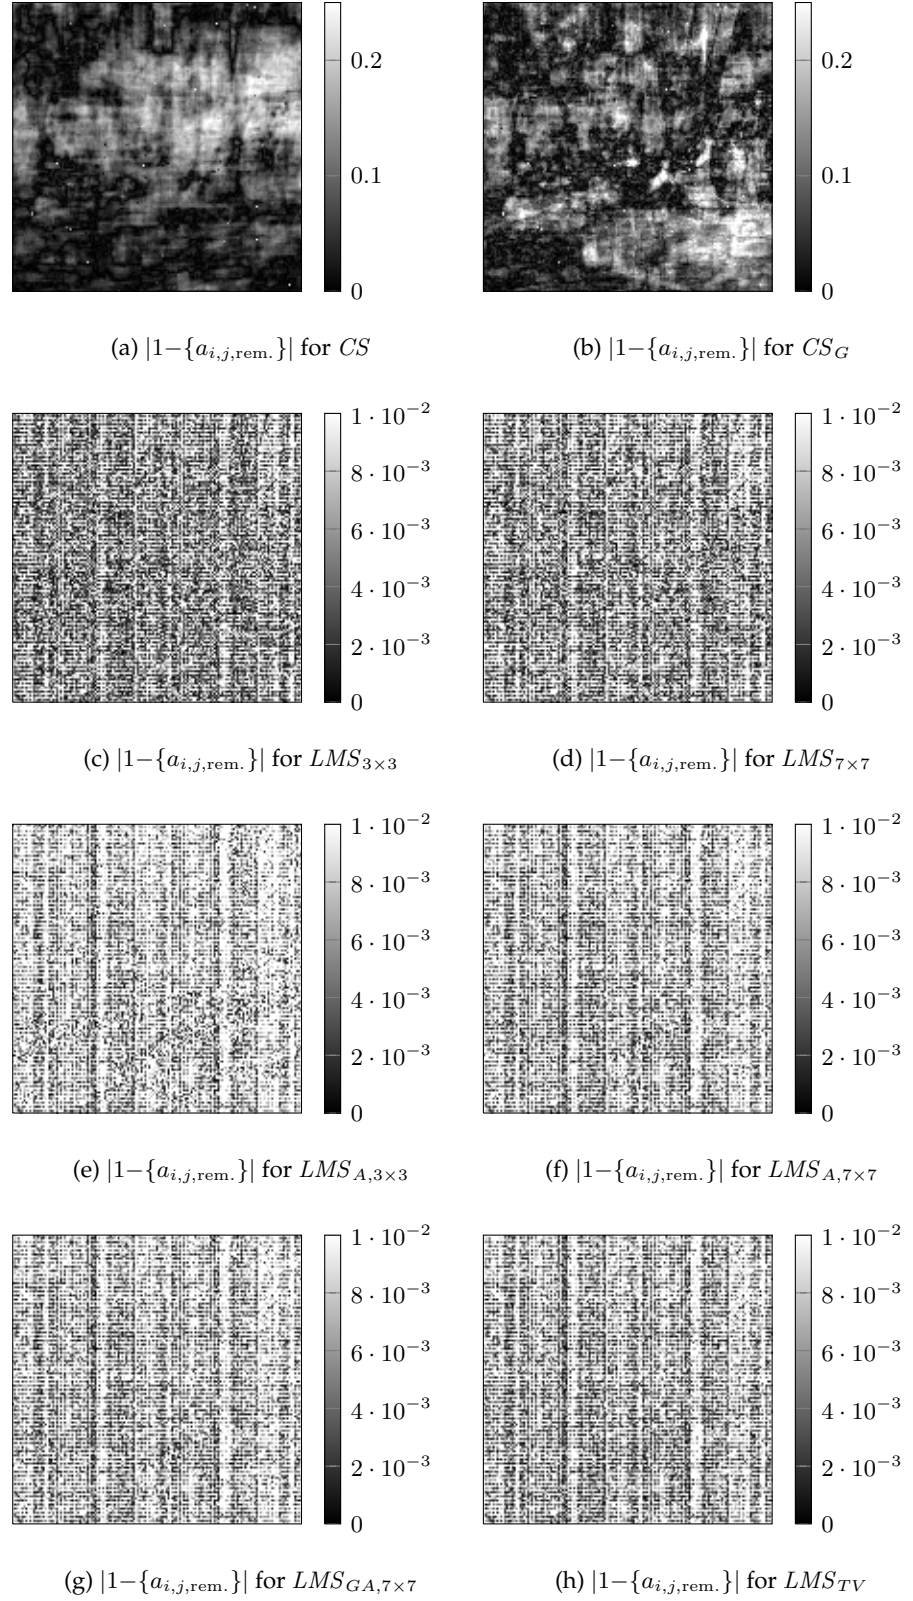 0.2
0.1
0
(a) |1−{a_{i,j,rem.}}| for CS
0.2
0.1
0
(b) |1−{a_{i,j,rem.}}| for CS_G
1 · 10^{−2}
8 · 10^{−3}
6 · 10^{−3}
4 · 10^{−3}
2 · 10^{−3}
0
(c) |1−{a_{i,j,rem.}}| for LMS_{3×3}
1 · 10^{−2}
8 · 10^{−3}
6 · 10^{−3}
4 · 10^{−3}
2 · 10^{−3}
0
(d) |1−{a_{i,j,rem.}}| for LMS_{7×7}
1 · 10^{−2}
8 · 10^{−3}
6 · 10^{−3}
4 · 10^{−3}
2 · 10^{−3}
0
(e) |1−{a_{i,j,rem.}}| for LMS_{A,3×3}
1 · 10^{−2}
8 · 10^{−3}
6 · 10^{−3}
4 · 10^{−3}
2 · 10^{−3}
0
(f) |1−{a_{i,j,rem.}}| for LMS_{A,7×7}
1 · 10^{−2}
8 · 10^{−3}
6 · 10^{−3}
4 · 10^{−3}
2 · 10^{−3}
0
(g) |1−{a_{i,j,rem.}}| for LMS_{GA,7×7}
1 · 10^{−2}
8 · 10^{−3}
6 · 10^{−3}
4 · 10^{−3}
2 · 10^{−3}
0
(h) |1−{a_{i,j,rem.}}| for LMS_{TV}